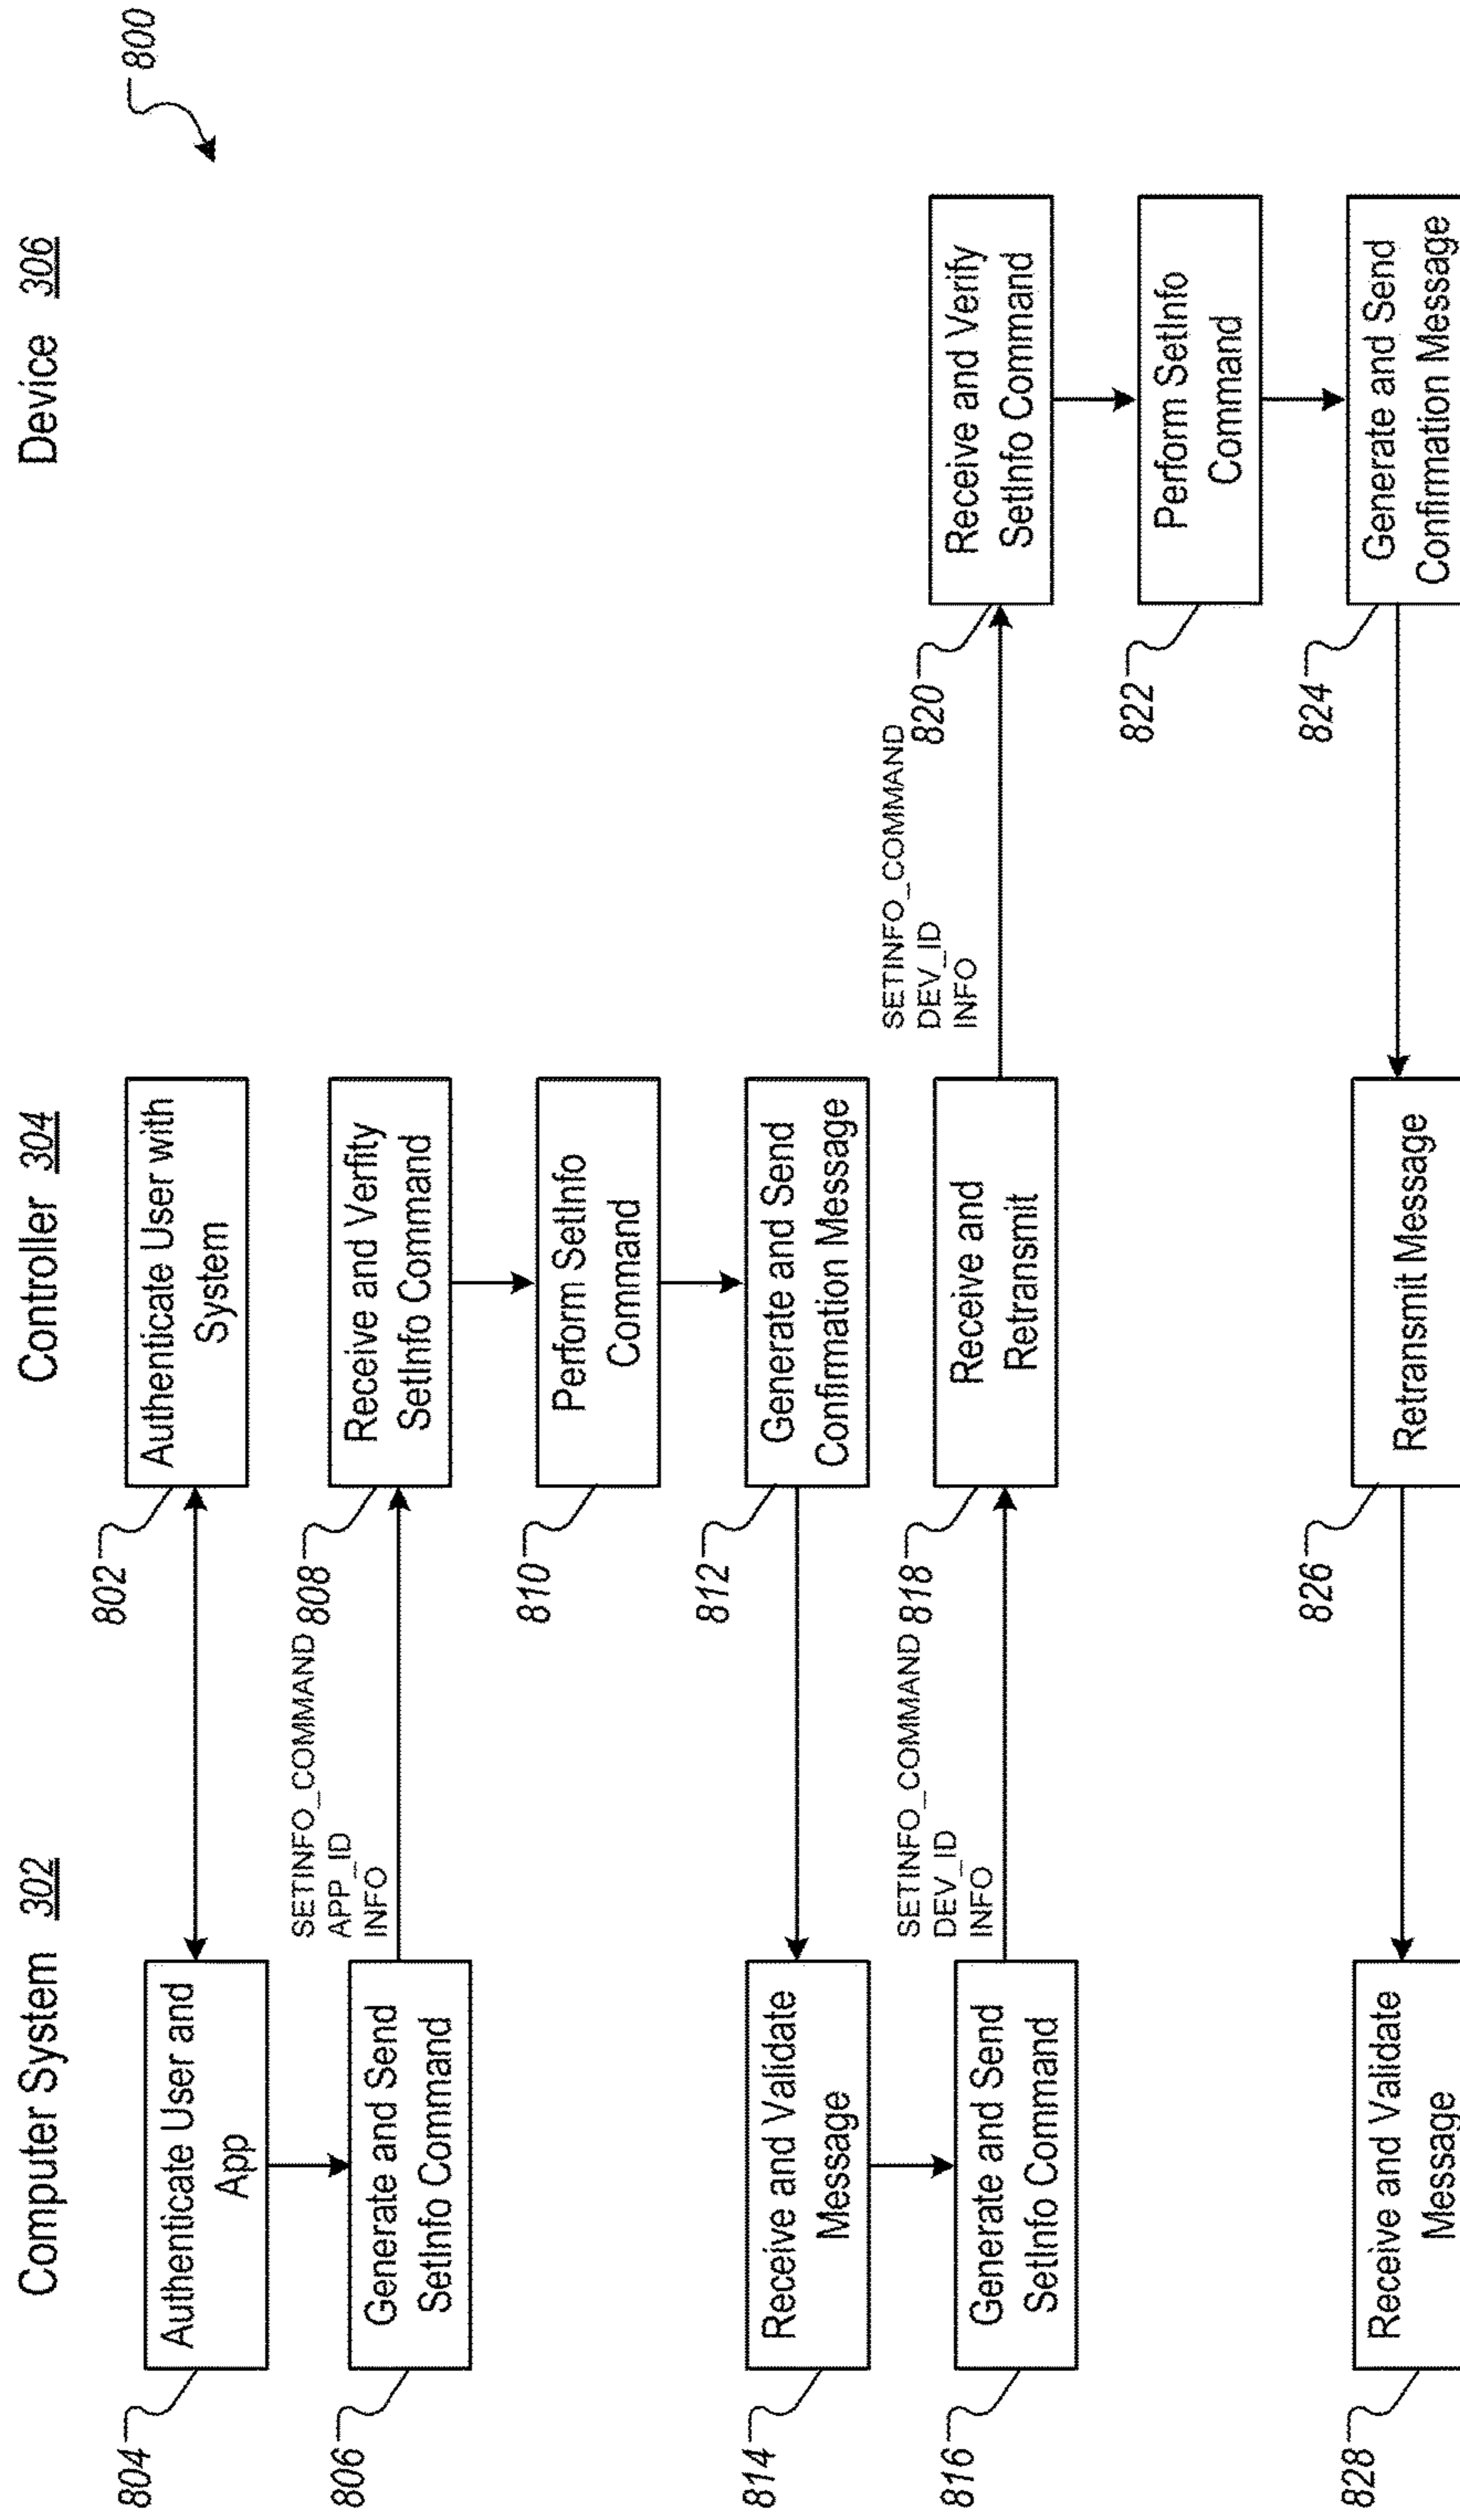 Computer System 302
Controller 304
Device 306
800
802
Authenticate User with
System
804
Authenticate User and
App
806
Generate and Send
SetInfo Command
SETINFO_COMMAND
APP_ID
INFO
808
Receive and Verfity
SetInfo Command
810
Perform SetInfo
Command
812
Generate and Send
Confirmation Message
814
Receive and Validate
Message
816
Generate and Send
SetInfo Command
SETINFO_COMMAND
DEV_ID
INFO
818
Receive and
Retransmit
SETINFO_COMMAND
DEV_ID
INFO
820
Receive and Verify
SetInfo Command
822
Perform SetInfo
Command
824
Generate and Send
Confirmation Message
826
Retransmit Message
828
Receive and Validate
Message